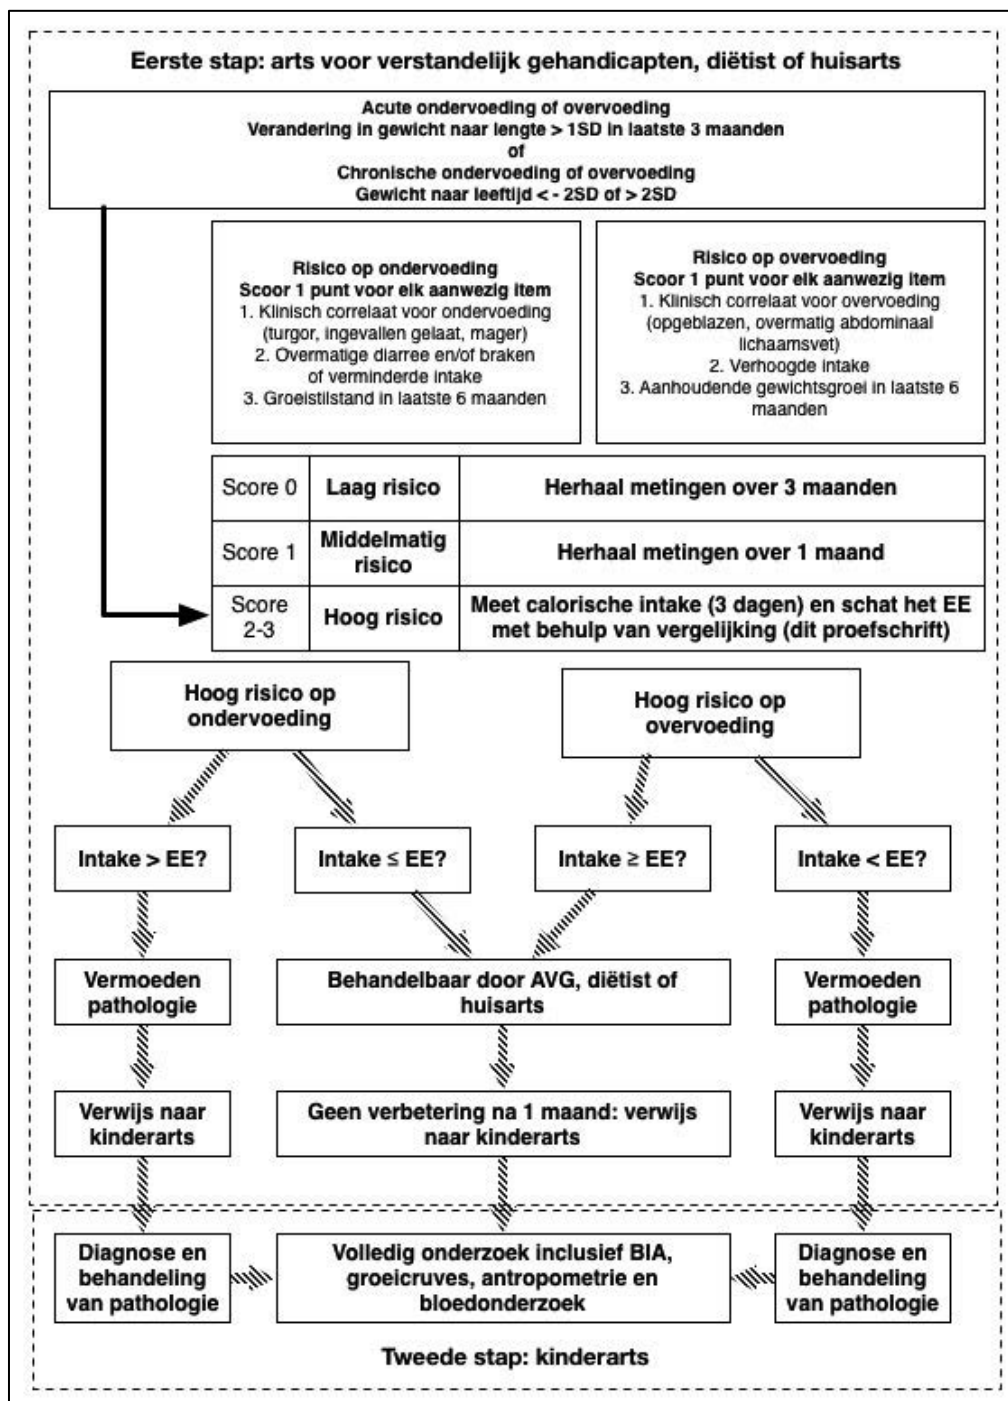 Eerste stap: arts voor verstandelijk gehandicapten, diëtist of huisarts
Acute ondervoeding of overvoeding
Verandering in gewicht naar lengte > 1SD in laatste 3 maanden
of
Chronische ondervoeding of overvoeding
Gewicht naar leeftijd < - 2SD of > 2SD
Risico op ondervoeding
Scoor 1 punt voor elk aanwezig item
1. Klinisch correlaat voor ondervoeding
(turgor, ingevallen gelaat, mager)
2. Overmatige diarree en/of braken
of verminderde intake
3. Groeistilstand in laatste 6 maanden
Risico op overvoeding
Scoor 1 punt voor elk aanwezig item
1. Klinisch correlaat voor overvoeding
(opgeblazen, overmatig abdominaal
lichaamsvet)
2. Verhoogde intake
3. Aanhoudende gewichtsgroei in laatste 6
maanden
Score 0
Laag risico
Herhaal metingen over 3 maanden
Score 1
Middelmatig
risico
Herhaal metingen over 1 maand
Score
2-3
Hoog risico
Meet calorische intake (3 dagen) en schat het EE
met behulp van vergelijking (dit proefschrift)
Hoog risico op
ondervoeding
Hoog risico op
overvoeding
Intake > EE?
Intake ≤ EE?
Intake ≥ EE?
Intake < EE?
Vermoeden
pathologie
Behandelbaar door AVG, diëtist of
huisarts
Vermoeden
pathologie
Verwijs naar
kinderarts
Geen verbetering na 1 maand: verwijs
naar kinderarts
Verwijs naar
kinderarts
Diagnose en
behandeling
van pathologie
Volledig onderzoek inclusief BIA,
groeicruves, antropometrie en
bloedonderzoek
Diagnose en
behandeling
van pathologie
Tweede stap: kinderarts